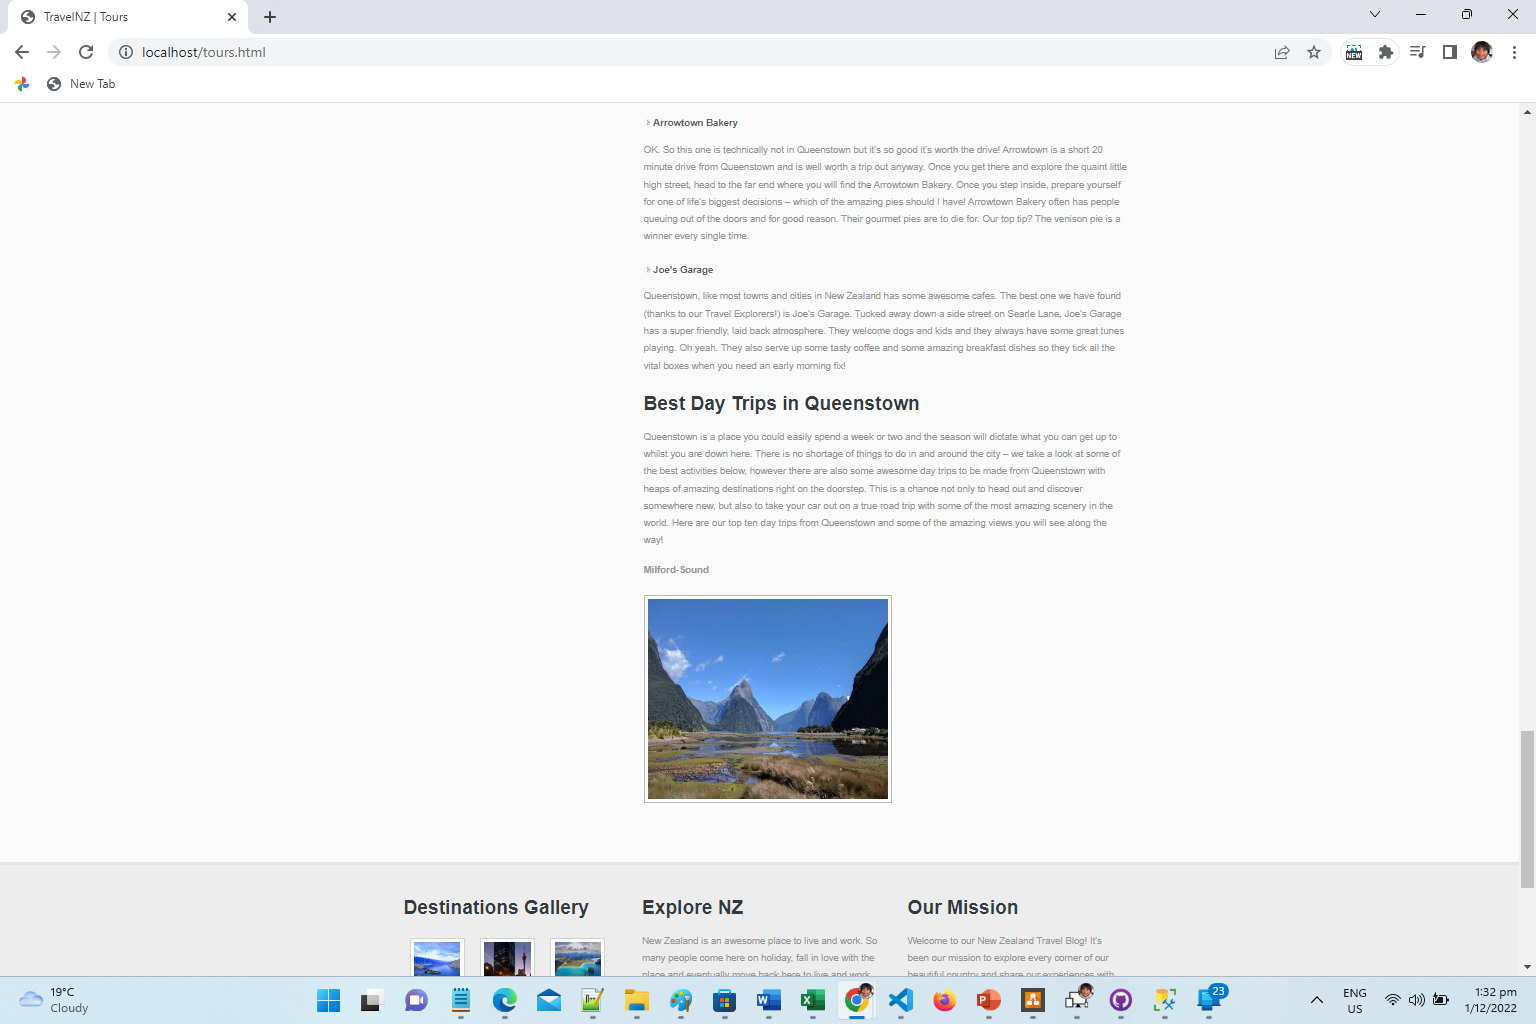 TravelNZ | Tours
localhost/tours.html
NEW
New Tab
Arrowtown Bakery
OK. So this one is technically not in Queenstown but it's so good it's worth the drive! Arrowtown is a short 20
minute drive from Queenstown and is well worth a trip out anyway. Once you get there and explore the quaint little
high street, head to the far end where you will find the Arrowtown Bakery. Once you step inside, prepare yourself
for one of life's biggest decisions – which of the amazing pies should I have! Arrowtown Bakery often has people
queuing out of the doors and for good reason. Their gourmet pies are to die for. Our top tip? The venison pie is a
winner every single time.
Joe's Garage
Queenstown, like most towns and cities in New Zealand has some awesome cafes. The best one we have found
(thanks to our Travel Explorers!) is Joe's Garage. Tucked away down a side street on Searle Lane, Joe's Garage
has a super friendly, laid back atmosphere. They welcome dogs and kids and they always have some great tunes
playing. Oh yeah. They also serve up some tasty coffee and some amazing breakfast dishes so they tick all the
vital boxes when you need an early morning fix!
Best Day Trips in Queenstown
Queenstown is a place you could easily spend a week or two and the season will dictate what you can get up to
whilst you are down here. There is no shortage of things to do in and around the city – we take a look at some of
the best activities below, however there are also some awesome day trips to be made from Queenstown with
heaps of amazing destinations right on the doorstep. This is a chance not only to head out and discover
somewhere new, but also to take your car out on a true road trip with some of the most amazing scenery in the
world. Here are our top ten day trips from Queenstown and some of the amazing views you will see along the
way!
Milford-Sound
Destinations Gallery
Explore NZ
New Zealand is an awesome place to live and work. So
many people come here on holiday, fall in love with the
place and eventually move back here to live and work
Our Mission
Welcome to our New Zealand Travel Blog! It's
been our mission to explore every corner of our
beautiful country and share our experiences with
19°C
Cloudy
23
ENG
US
1:32 pm
1/12/2022